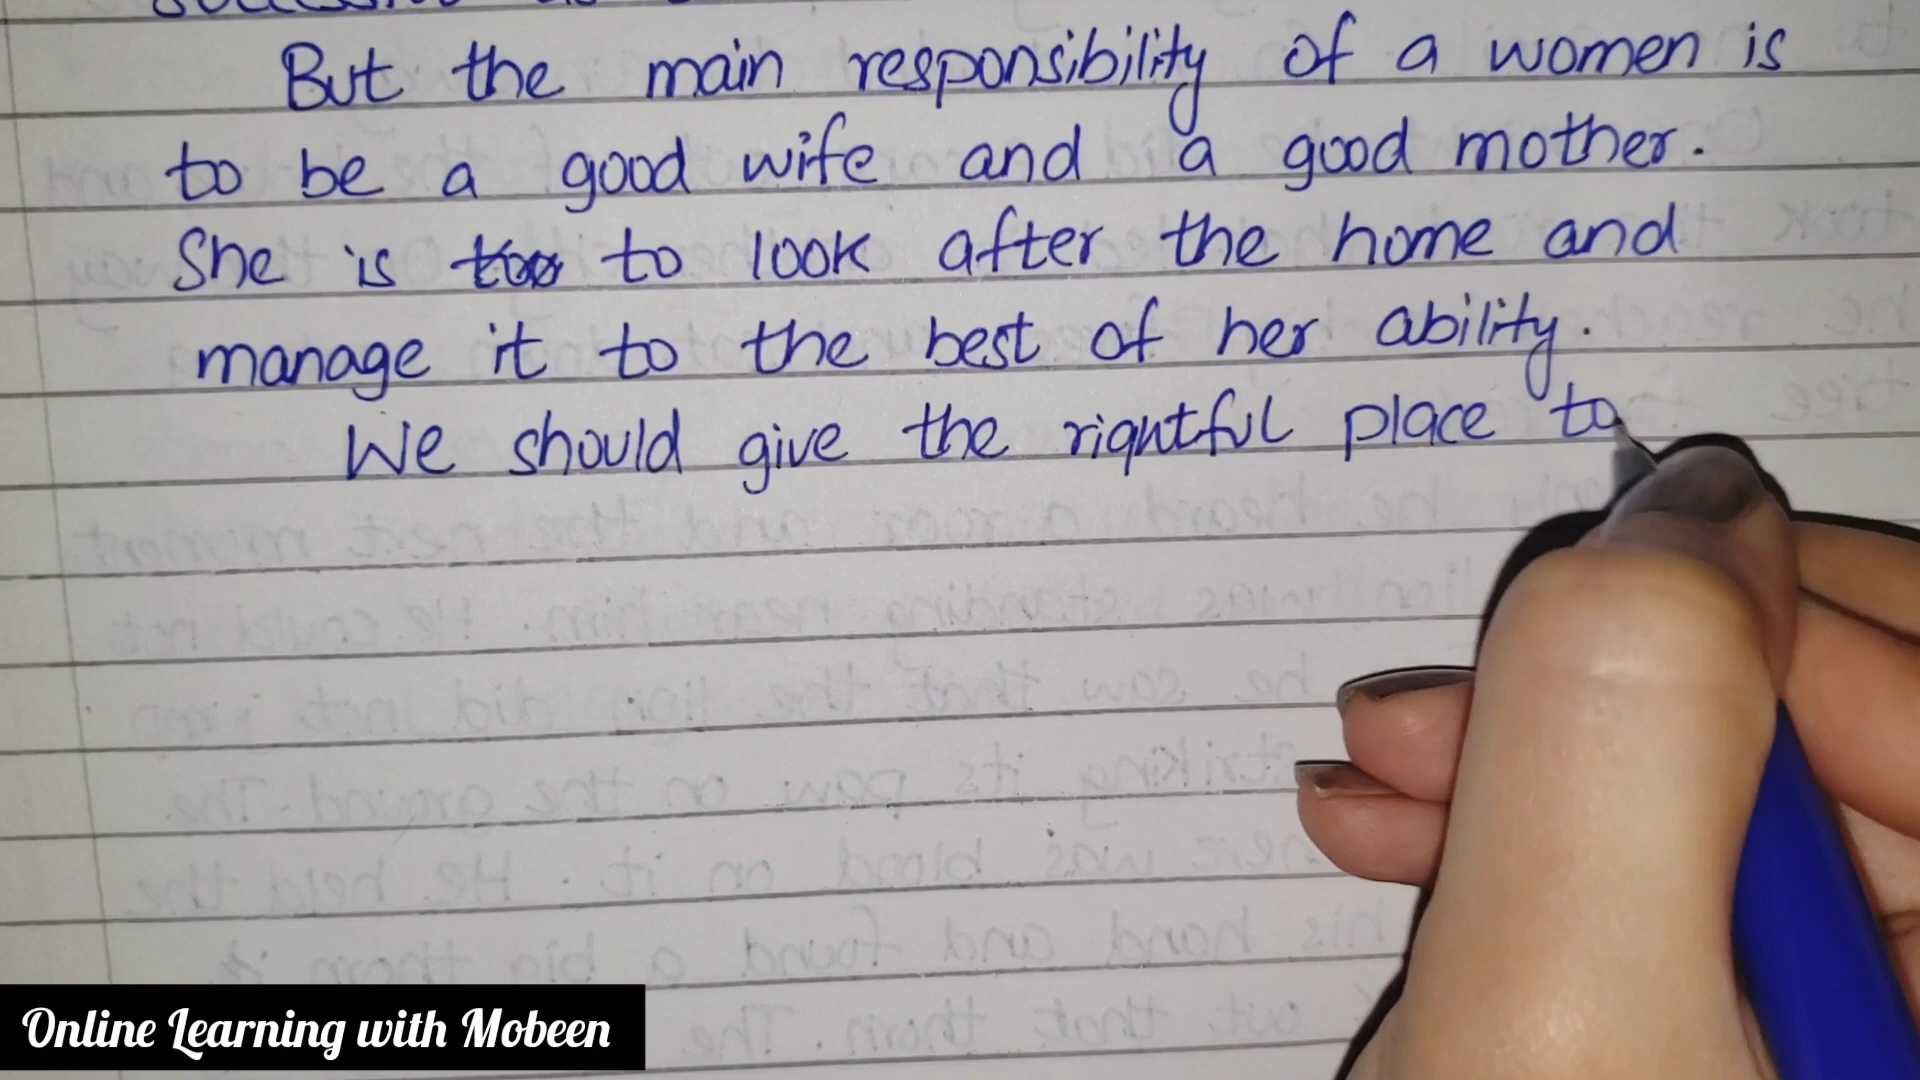 But the main responsibility of a women is
to be a good wife and a good mother.
She is to look after the home and
manage it to the best of her ability.
We should give the rightful place to
Online Learning with Mobeen